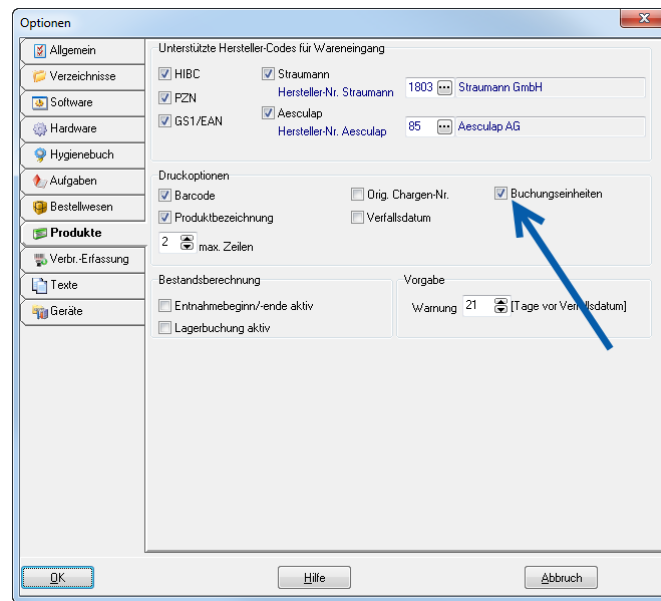 Optionen
Allgemein
Verzeichnisse
Software
Hardware
Hygienebuch
Aufgaben
Bestellwesen
Produkte
Verbr.-Erfassung
Texte
Geräte
Unterstützte Hersteller-Codes für Wareneingang
HIBC
PZN
GS1/EAN
Straumann
Hersteller-Nr. Straumann 1803 ... Straumann GmbH
Aesculap
Hersteller-Nr. Aesculap 85 ... Aesculap AG
Druckoptionen
Barcode Orig. Chargen-Nr. Buchungseinheiten
Produktbezeichnung Verfallsdatum
2 max. Zeilen
Bestandsberechnung
Entnahmebeginn/-ende aktiv
Lagerbuchung aktiv
Vorgabe
Warnung 21 [Tage vor Verfallsdatum]
OK Hilfe Abbruch